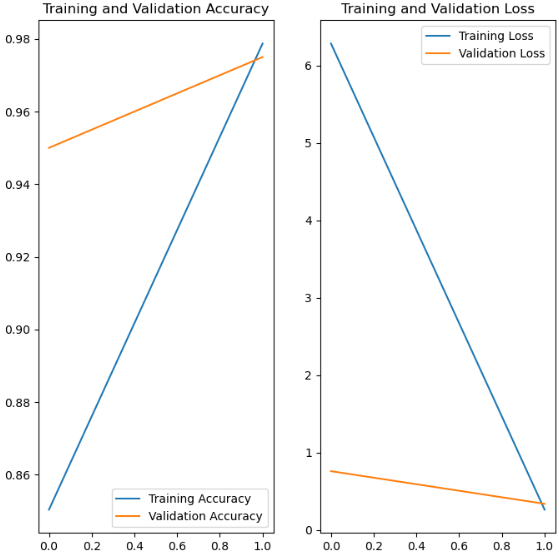 Training and Validation Accuracy
0.98
0.96
0.94
0.92
0.90
0.88
0.86
Training Accuracy
Validation Accuracy
0.0 0.2 0.4 0.6 0.8 1.0
Training and Validation Loss
Training Loss
Validation Loss
6
5
4
3
2
1
0
0.0 0.2 0.4 0.6 0.8 1.0